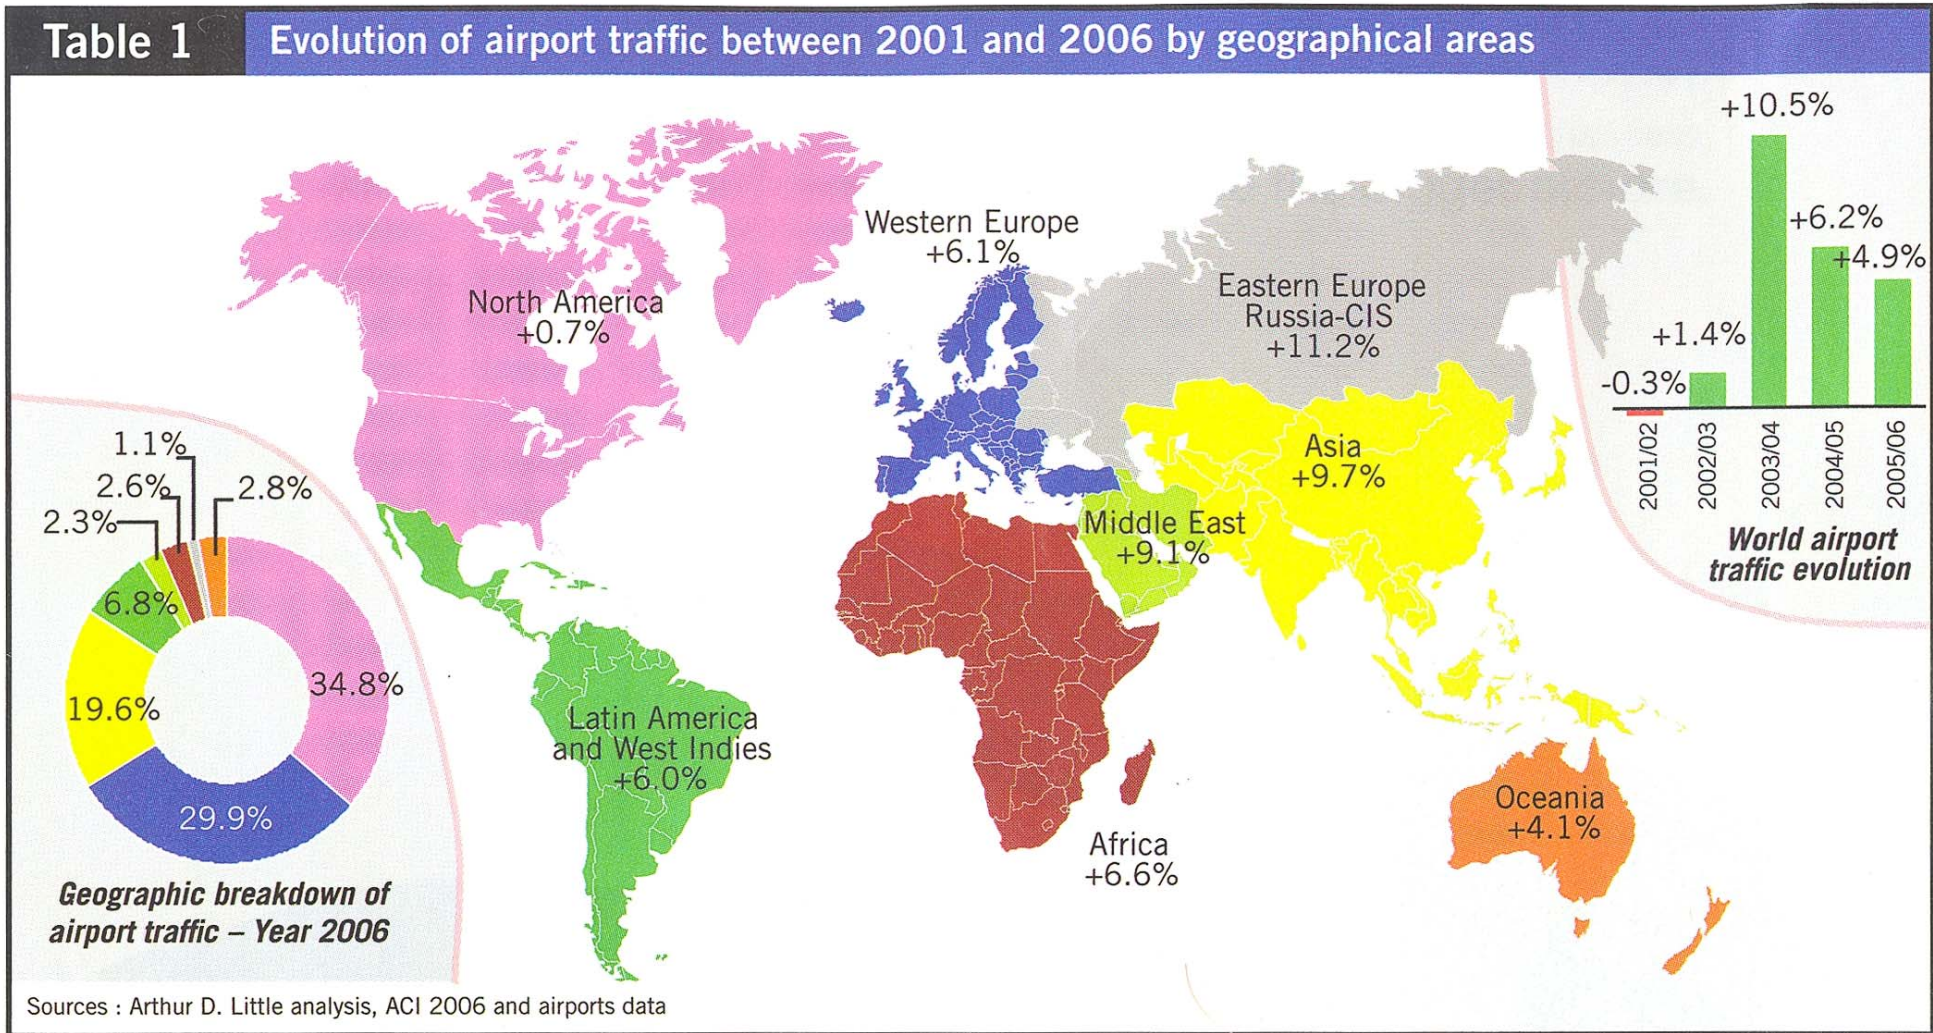 Table 1
Evolution of airport traffic between 2001 and 2006 by geographical areas
North America
+0.7%
Western Europe
+6.1%
Eastern Europe
Russia-CIS
+11.2%
Asia
+9.7%
Middle East
+9.1%
Latin America
and West Indies
+6.0%
Africa
+6.6%
Oceania
+4.1%
+10.5%
+6.2%
+4.9%
+1.4%
-0.3%
2001/02
2002/03
2003/04
2004/05
2005/06
World airport
traffic evolution
1.1%
2.6%
2.8%
2.3%
6.8%
34.8%
19.6%
29.9%
Geographic breakdown of
airport traffic – Year 2006
Sources : Arthur D. Little analysis, ACI 2006 and airports data